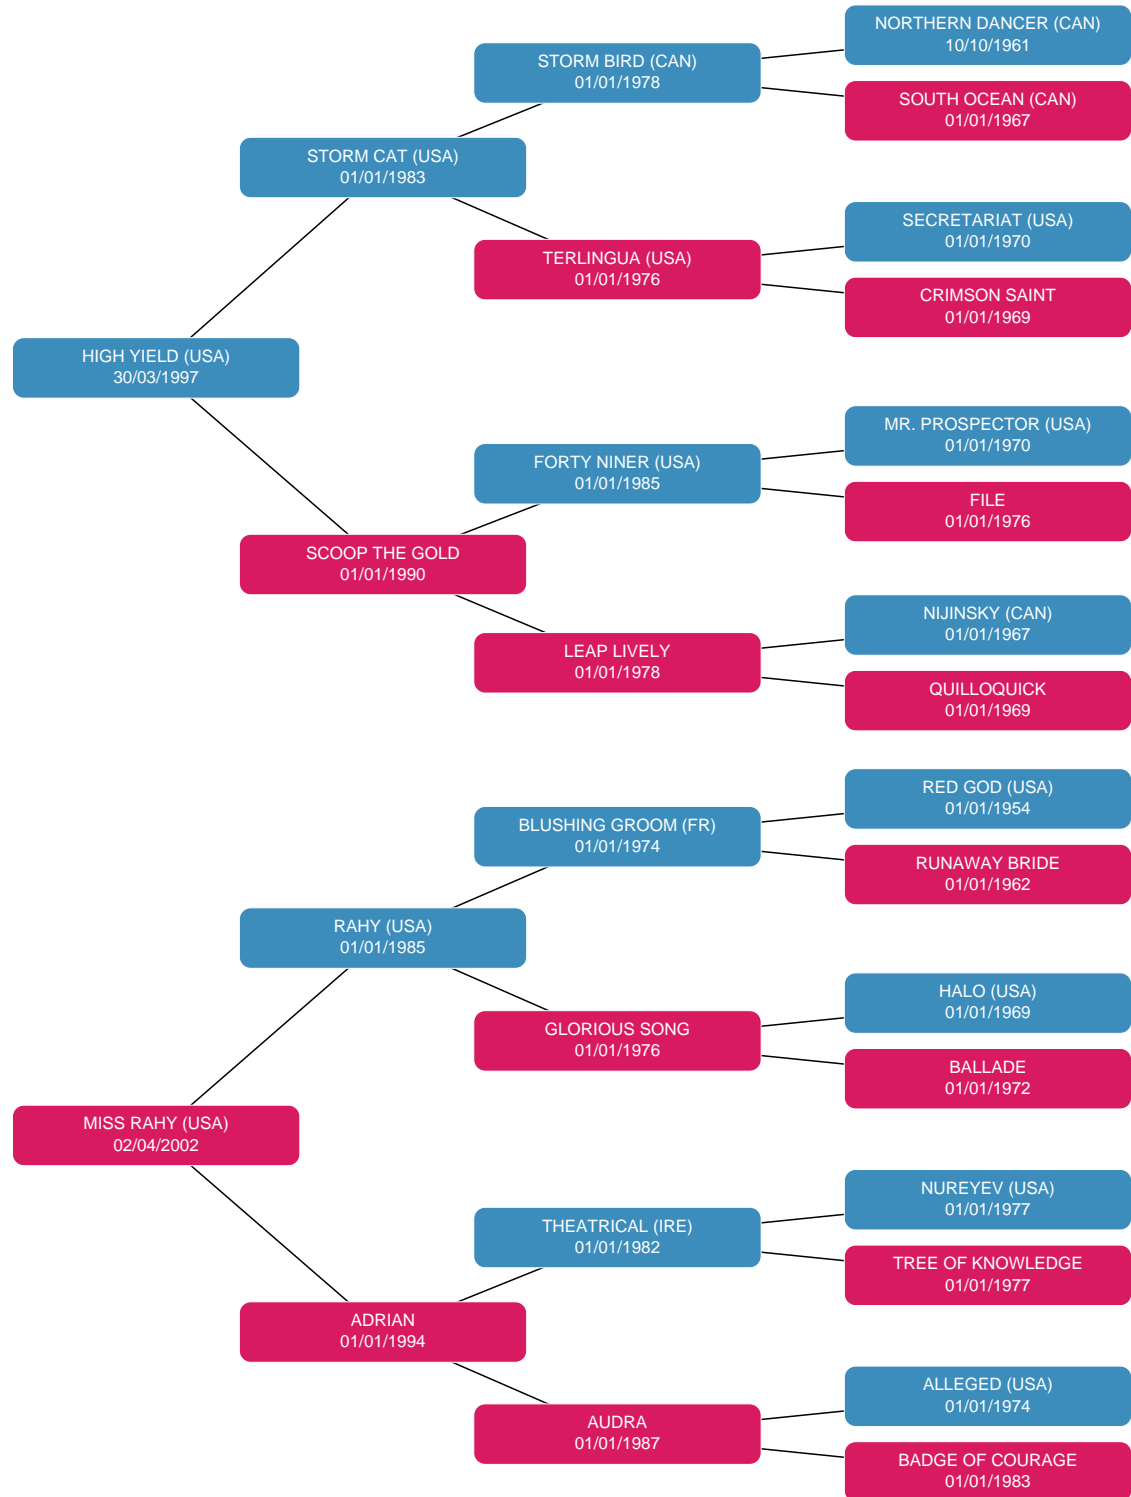 NORTHERN DANCER (CAN)
10/10/1961
STORM BIRD (CAN)
01/01/1978
SOUTH OCEAN (CAN)
01/01/1967
STORM CAT (USA)
01/01/1983
SECRETARIAT (USA)
01/01/1970
TERLINGUA (USA)
01/01/1976
CRIMSON SAINT
01/01/1969
HIGH YIELD (USA)
30/03/1997
MR. PROSPECTOR (USA)
01/01/1970
FORTY NINER (USA)
01/01/1985
FILE
01/01/1976
SCOOP THE GOLD
01/01/1990
NIJINSKY (CAN)
01/01/1967
LEAP LIVELY
01/01/1978
QUILLOQUICK
01/01/1969
RED GOD (USA)
01/01/1954
BLUSHING GROOM (FR)
01/01/1974
RUNAWAY BRIDE
01/01/1962
RAHY (USA)
01/01/1985
HALO (USA)
01/01/1969
GLORIOUS SONG
01/01/1976
BALLADE
01/01/1972
MISS RAHY (USA)
02/04/2002
NUREYEV (USA)
01/01/1977
THEATRICAL (IRE)
01/01/1982
TREE OF KNOWLEDGE
01/01/1977
ADRIAN
01/01/1994
ALLEGED (USA)
01/01/1974
AUDRA
01/01/1987
BADGE OF COURAGE
01/01/1983